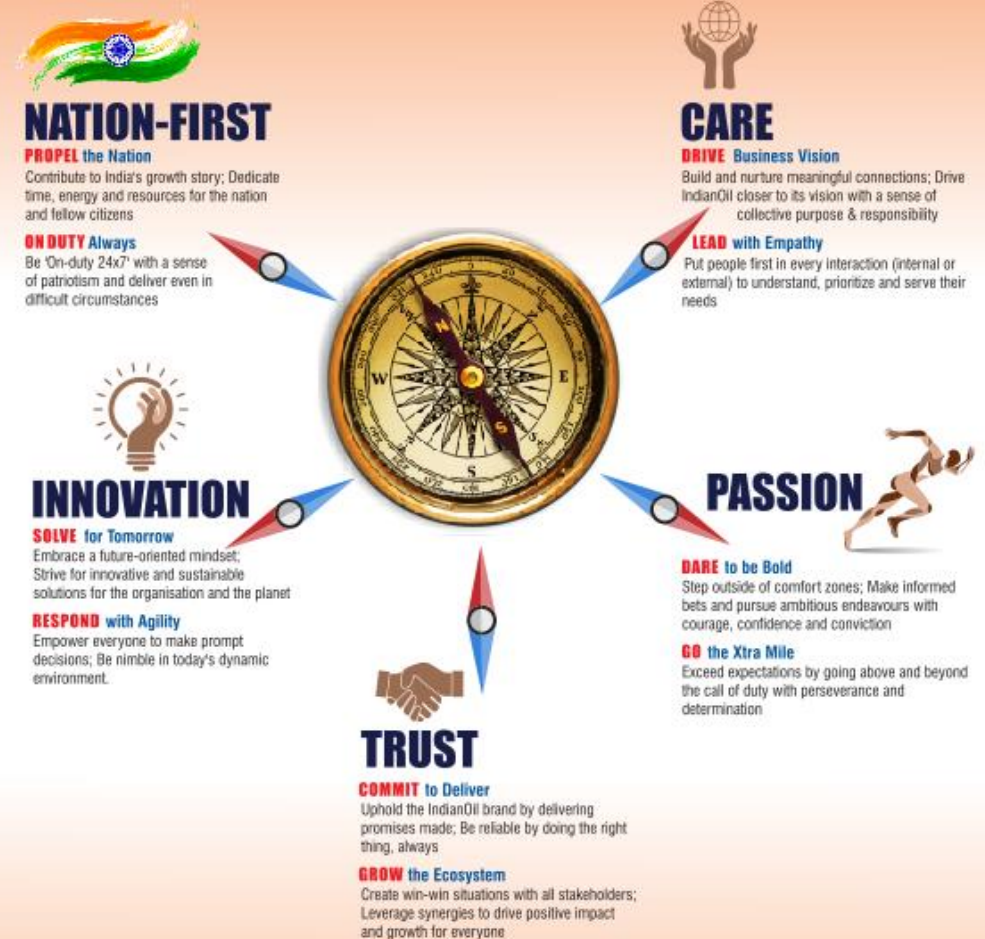 NATION-FIRST
PROPEL the Nation
Contribute to India's growth story; Dedicate
time, energy and resources for the nation
and fellow citizens
ON DUTY Always
Be 'On-duty 24x7' with a sense
of patriotism and deliver even in
difficult circumstances
CARE
DRIVE Business Vision
Build and nurture meaningful connections; Drive
IndianOil closer to its vision with a sense of
collective purpose & responsibility
LEAD with Empathy
Put people first in every interaction (internal or
external) to understand, prioritize and serve their
needs
N
W
E
S
S
INNOVATION
SOLVE for Tomorrow
Embrace a future-oriented mindset;
Strive for innovative and sustainable
solutions for the organisation and the planet
RESPOND with Agility
Empower everyone to make prompt
decisions; Be nimble in today's dynamic
environment.
PASSION
DARE to be Bold
Step outside of comfort zones; Make informed
bets and pursue ambitious endeavours with
courage, confidence and conviction
GO the Xtra Mile
Exceed expectations by going above and beyond
the call of duty with perseverance and
determination
TRUST
COMMIT to Deliver
Uphold the IndianOil brand by delivering
promises made; Be reliable by doing the right
thing, always
GROW the Ecosystem
Create win-win situations with all stakeholders;
Leverage synergies to drive positive impact
and growth for everyone